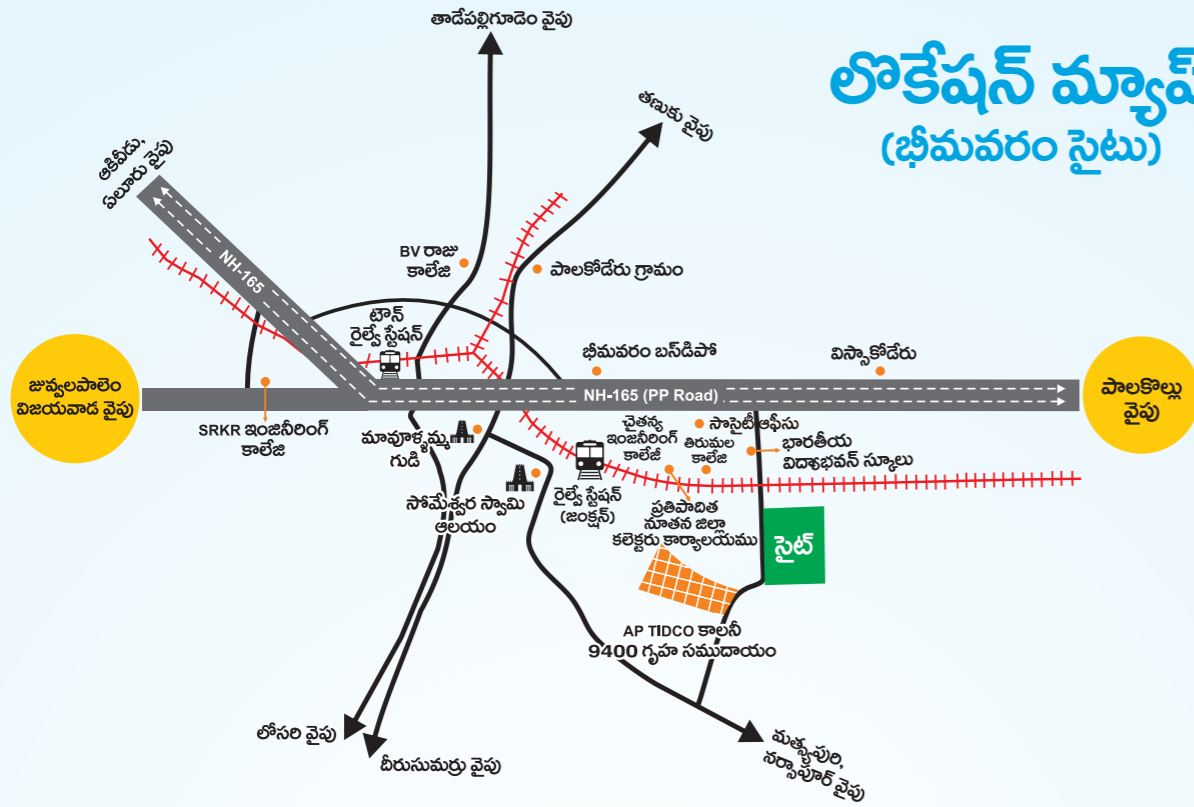 తాడేపల్లిగూడెం వైపు
లొకేషన్ మ్యాప్
(భీమవరం సైటు)
తణుకు వైపు
ఆకివీడు,
ఏలూరు వైపు
NH-165
BV రాజు
కాలేజి
పాలకోడేరు గ్రామం
టౌన్
రైల్వే స్టేషన్
భీమవరం బస్‌డిపో
విస్సాకోడేరు
జువ్వలపాలెం
విజయవాడ వైపు
NH-165 (PP Road)
పాలకొల్లు
వైపు
SRKR ఇంజినీరింగ్
కాలేజి
మావూళ్ళమ్మ
గుడి
చైతన్య
ఇంజనీరింగ్
కాలేజీ
సొసైటీ ఆఫీసు
తిరుమల
కాలేజి
భారతీయ
విద్యాభవన్ స్కూలు
సోమేశ్వర స్వామి
ఆలయం
రైల్వే స్టేషన్
(జంక్షన్)
ప్రతిపాదిత
నూతన జిల్లా
కలెక్టరు కార్యాలయము
సైట్
AP TIDCO కాలనీ
9400 గృహ సముదాయం
లోసరి వైపు
దిరుసుమర్రు వైపు
మత్స్యపురి,
నర్సాపూర్ వైపు